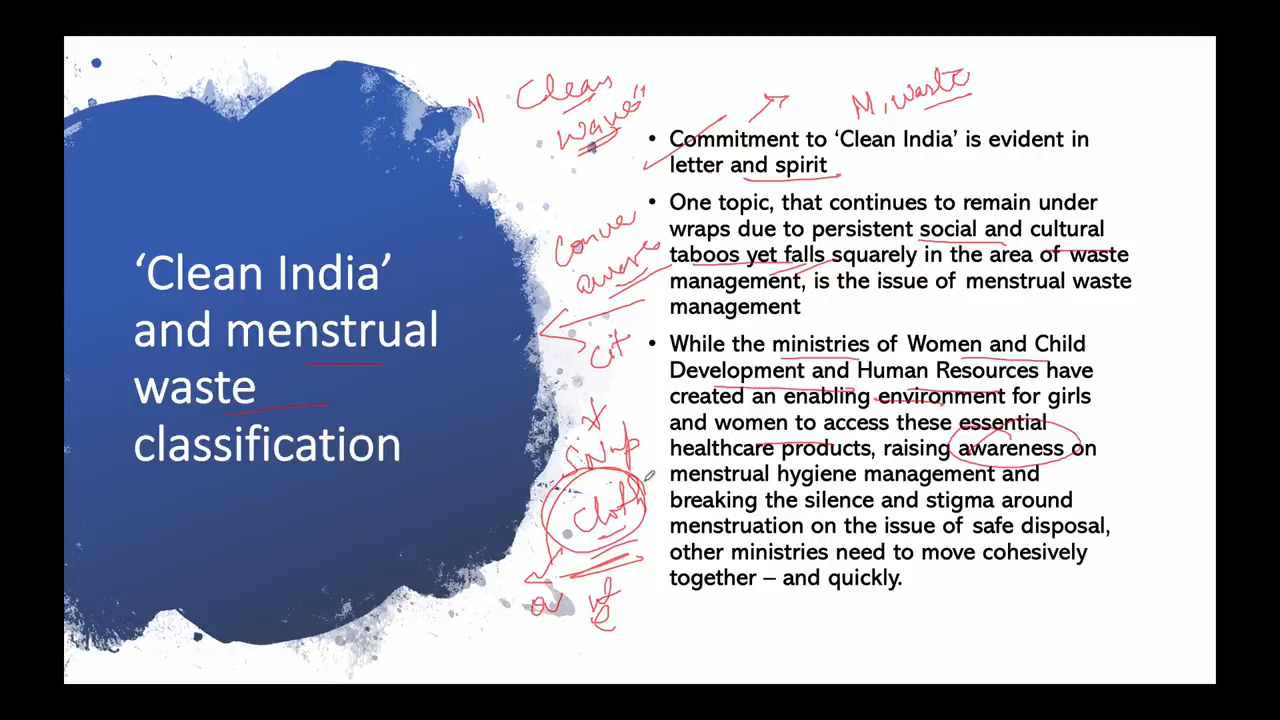 ‘Clean India’
and menstrual
waste
classification
" Clean
wave"
M. waste
• Commitment to ‘Clean India’ is evident in
letter and spirit
• One topic, that continues to remain under
wraps due to persistent social and cultural
taboos yet falls squarely in the area of waste
management, is the issue of menstrual waste
management
• While the ministries of Women and Child
Development and Human Resources have
created an enabling environment for girls
and women to access these essential
healthcare products, raising awareness on
menstrual hygiene management and
breaking the silence and stigma around
menstruation on the issue of safe disposal,
other ministries need to move cohesively
together – and quickly.
Cloth